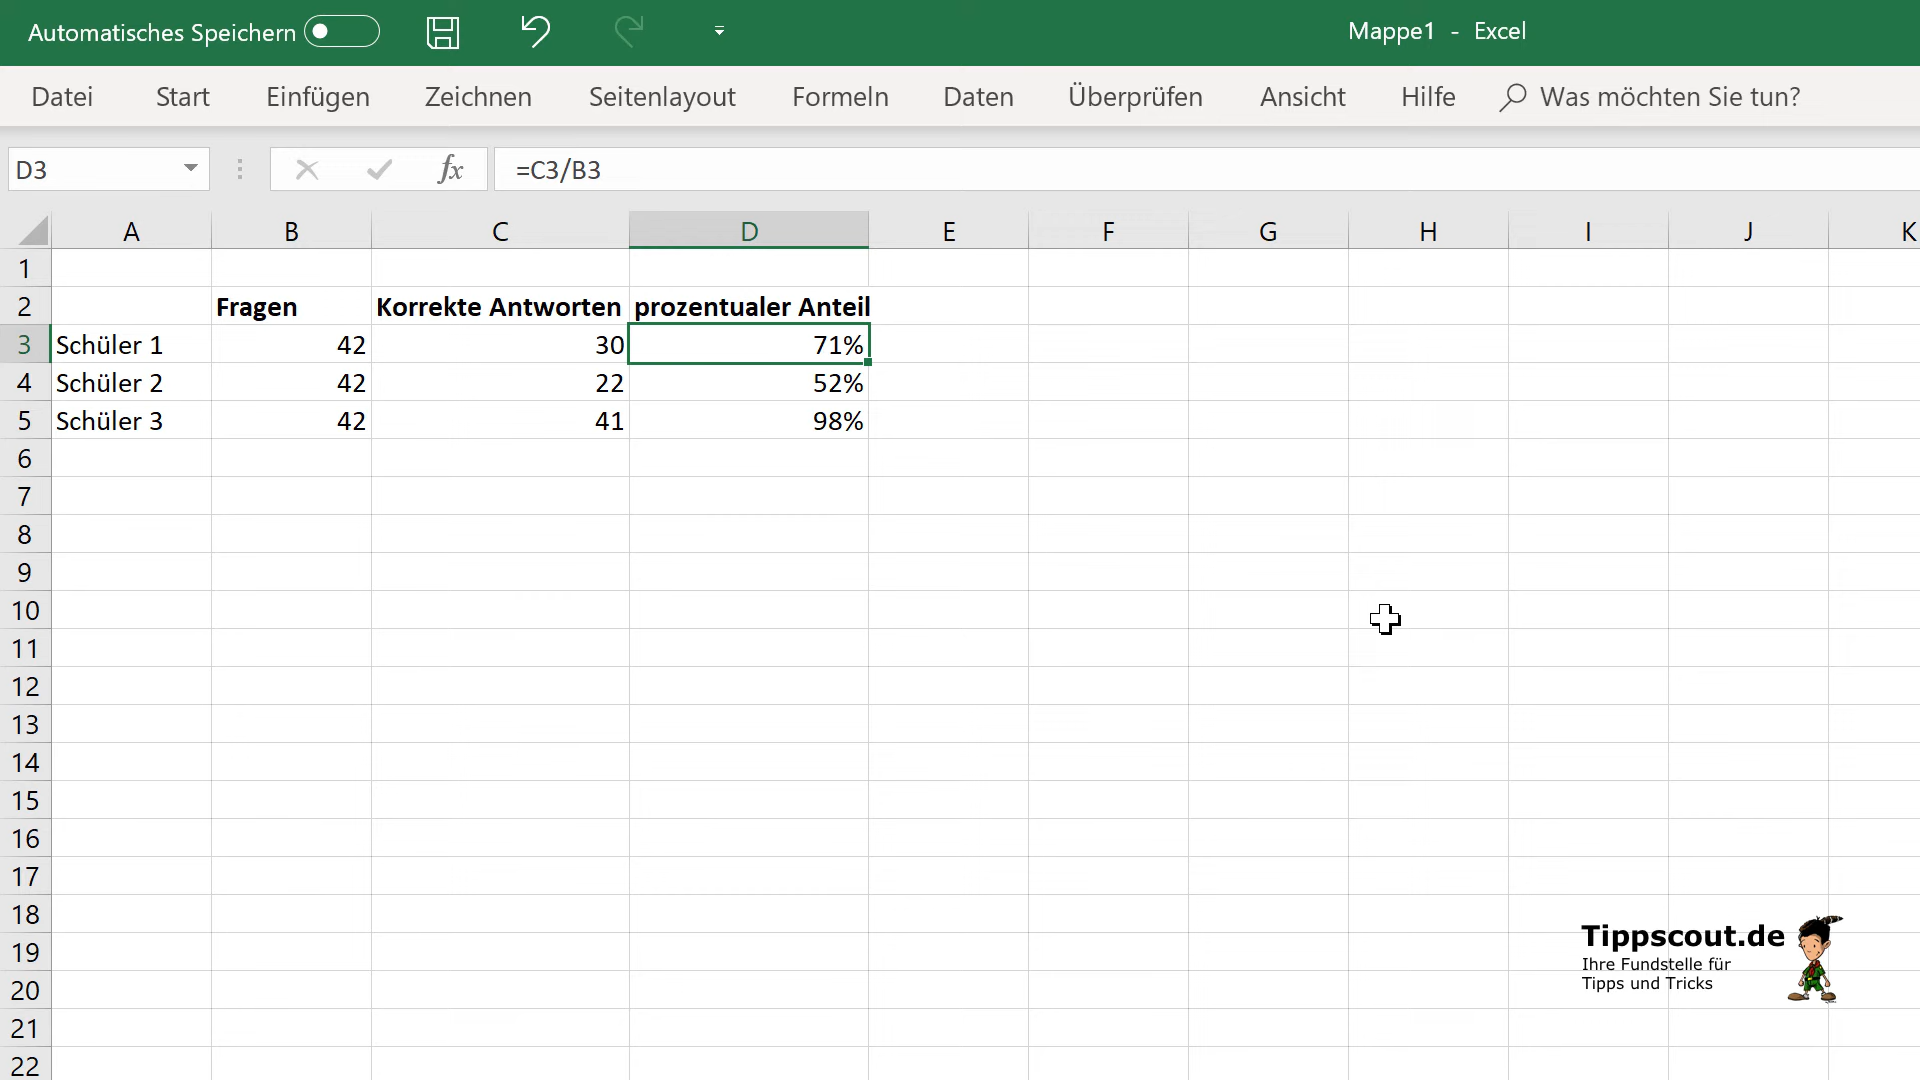 Automatisches Speichern
Mappe1 - Excel
Datei Start Einfügen Zeichnen Seitenlayout Formeln Daten Überprüfen Ansicht Hilfe Was möchten Sie tun?
D3 fx =C3/B3
A B C D E F G H I J K
1
2 Fragen Korrekte Antworten prozentualer Anteil
3 Schüler 1 42 30 71%
4 Schüler 2 42 22 52%
5 Schüler 3 42 41 98%
6
7
8
9
10
11
12
13
14
15
16
17
18
19
20
21
22
Tippscout.de
Ihre Fundstelle für
Tipps und Tricks